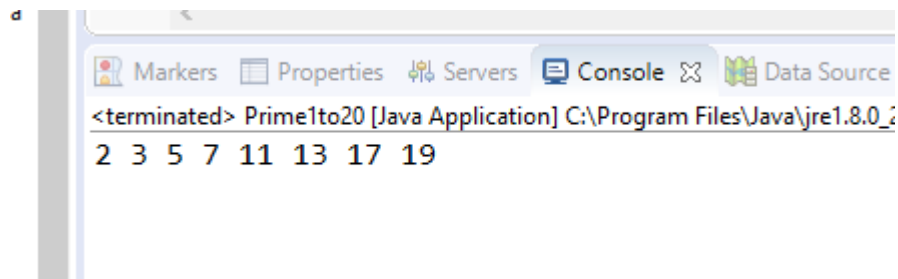 Markers Properties Servers Console Data Source
<terminated> Prime1to20 [Java Application] C:\Program Files\Java\jre1.8.0_2
2 3 5 7 11 13 17 19